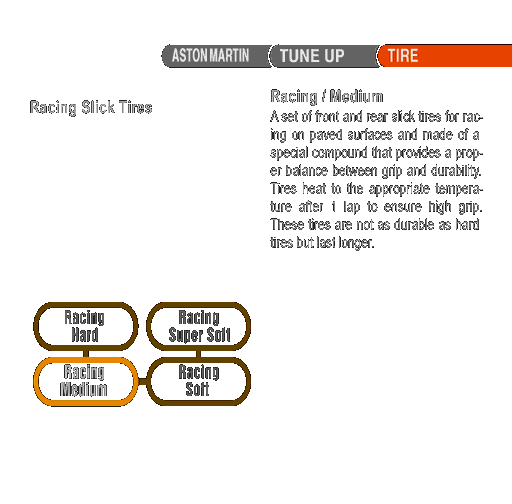 ASTON MARTIN TUNE UP TIRE
Racing Slick Tires
Racing / Medium
A set of front and rear slick tires for rac-
ing on paved surfaces and made of a
special compound that provides a prop-
er balance between grip and durability.
Tires heat to the appropriate tempera-
ture after 1 lap to ensure high grip.
These tires are not as durable as hard
tires but last longer.
Racing Hard
Racing Super Soft
Racing Medium
Racing Soft